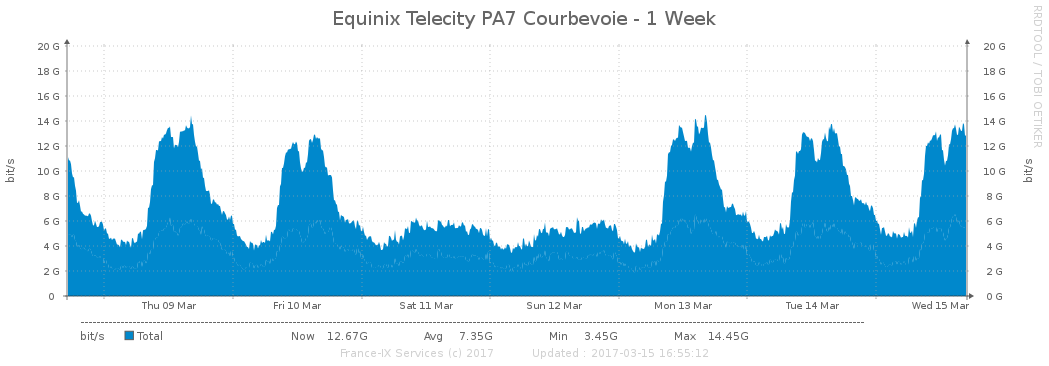 Equinix Telecity PA7 Courbevoie - 1 Week
RRDTOOL / TOBI OETIKER
bit/s
20 G
18 G
16 G
14 G
12 G
10 G
8 G
6 G
4 G
2 G
0
20 G
18 G
16 G
14 G
12 G
10 G
8 G
6 G
4 G
2 G
0 G
bit/s
Thu 09 Mar Fri 10 Mar Sat 11 Mar Sun 12 Mar Mon 13 Mar Tue 14 Mar Wed 15 Mar
bit/s Total Now 12.67G Avg 7.35G Min 3.45G Max 14.45G
France-IX Services (c) 2017 Updated : 2017-03-15 16:55:12